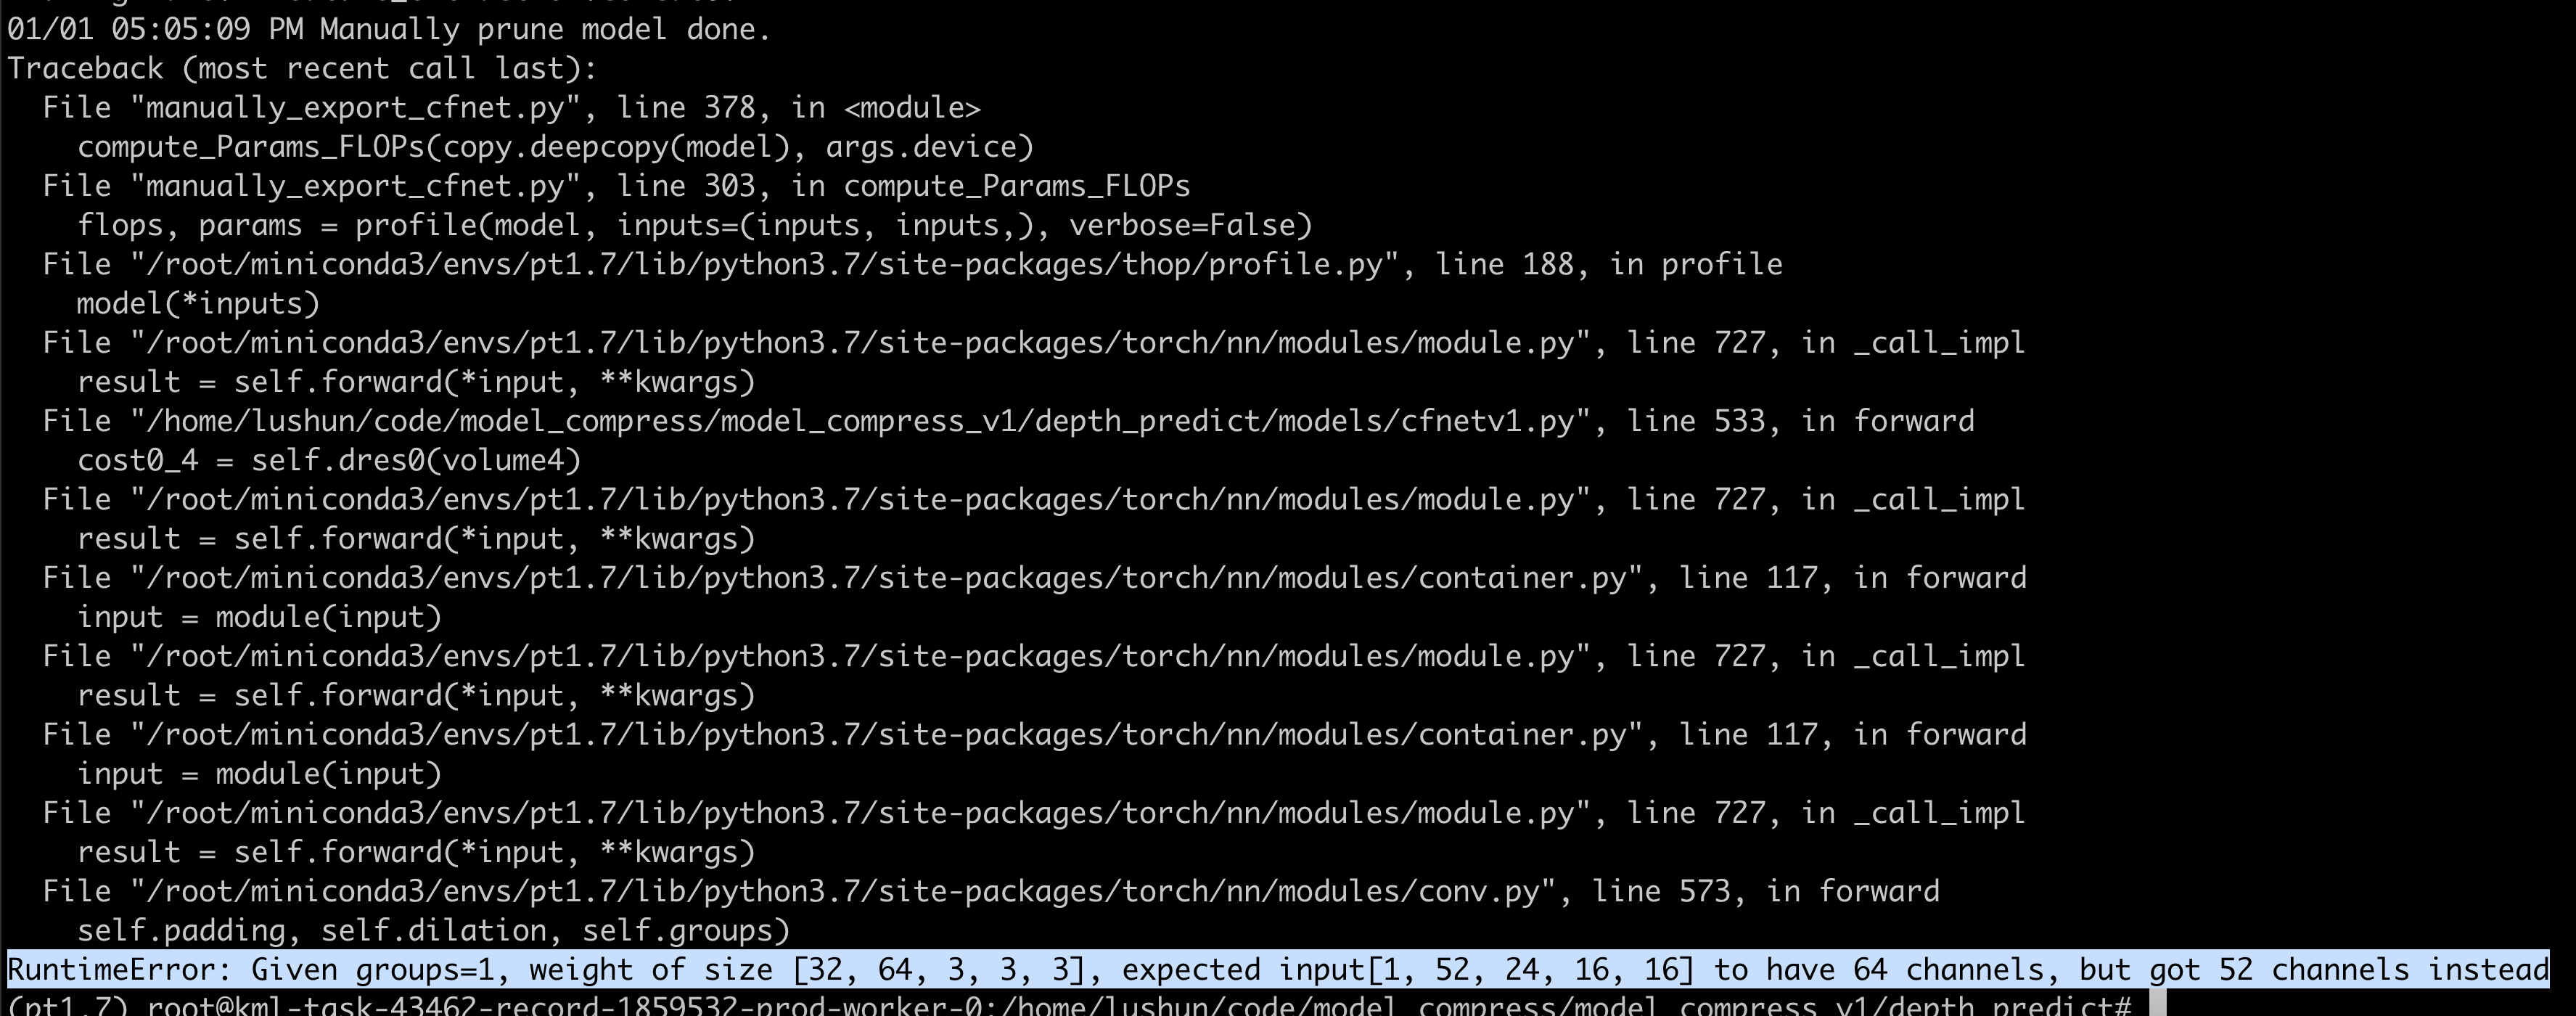 01/01 05:05:09 PM Manually prune model done.
Traceback (most recent call last):
  File "manually_export_cfnet.py", line 378, in <module>
    compute_Params_FLOPs(copy.deepcopy(model), args.device)
  File "manually_export_cfnet.py", line 303, in compute_Params_FLOPs
    flops, params = profile(model, inputs=(inputs, inputs,), verbose=False)
  File "/root/miniconda3/envs/pt1.7/lib/python3.7/site-packages/thop/profile.py", line 188, in profile
    model(*inputs)
  File "/root/miniconda3/envs/pt1.7/lib/python3.7/site-packages/torch/nn/modules/module.py", line 727, in _call_impl
    result = self.forward(*input, **kwargs)
  File "/home/lushun/code/model_compress/model_compress_v1/depth_predict/models/cfnetv1.py", line 533, in forward
    cost0_4 = self.dres0(volume4)
  File "/root/miniconda3/envs/pt1.7/lib/python3.7/site-packages/torch/nn/modules/module.py", line 727, in _call_impl
    result = self.forward(*input, **kwargs)
  File "/root/miniconda3/envs/pt1.7/lib/python3.7/site-packages/torch/nn/modules/container.py", line 117, in forward
    input = module(input)
  File "/root/miniconda3/envs/pt1.7/lib/python3.7/site-packages/torch/nn/modules/module.py", line 727, in _call_impl
    result = self.forward(*input, **kwargs)
  File "/root/miniconda3/envs/pt1.7/lib/python3.7/site-packages/torch/nn/modules/container.py", line 117, in forward
    input = module(input)
  File "/root/miniconda3/envs/pt1.7/lib/python3.7/site-packages/torch/nn/modules/module.py", line 727, in _call_impl
    result = self.forward(*input, **kwargs)
  File "/root/miniconda3/envs/pt1.7/lib/python3.7/site-packages/torch/nn/modules/conv.py", line 573, in forward
    self.padding, self.dilation, self.groups)
RuntimeError: Given groups=1, weight of size [32, 64, 3, 3, 3], expected input[1, 52, 24, 16, 16] to have 64 channels, but got 52 channels instead
(pt1.7) root@kml-task-43462-record-1859532-prod-worker-0:/home/lushun/code/model_compress/model_compress_v1/depth_predict#